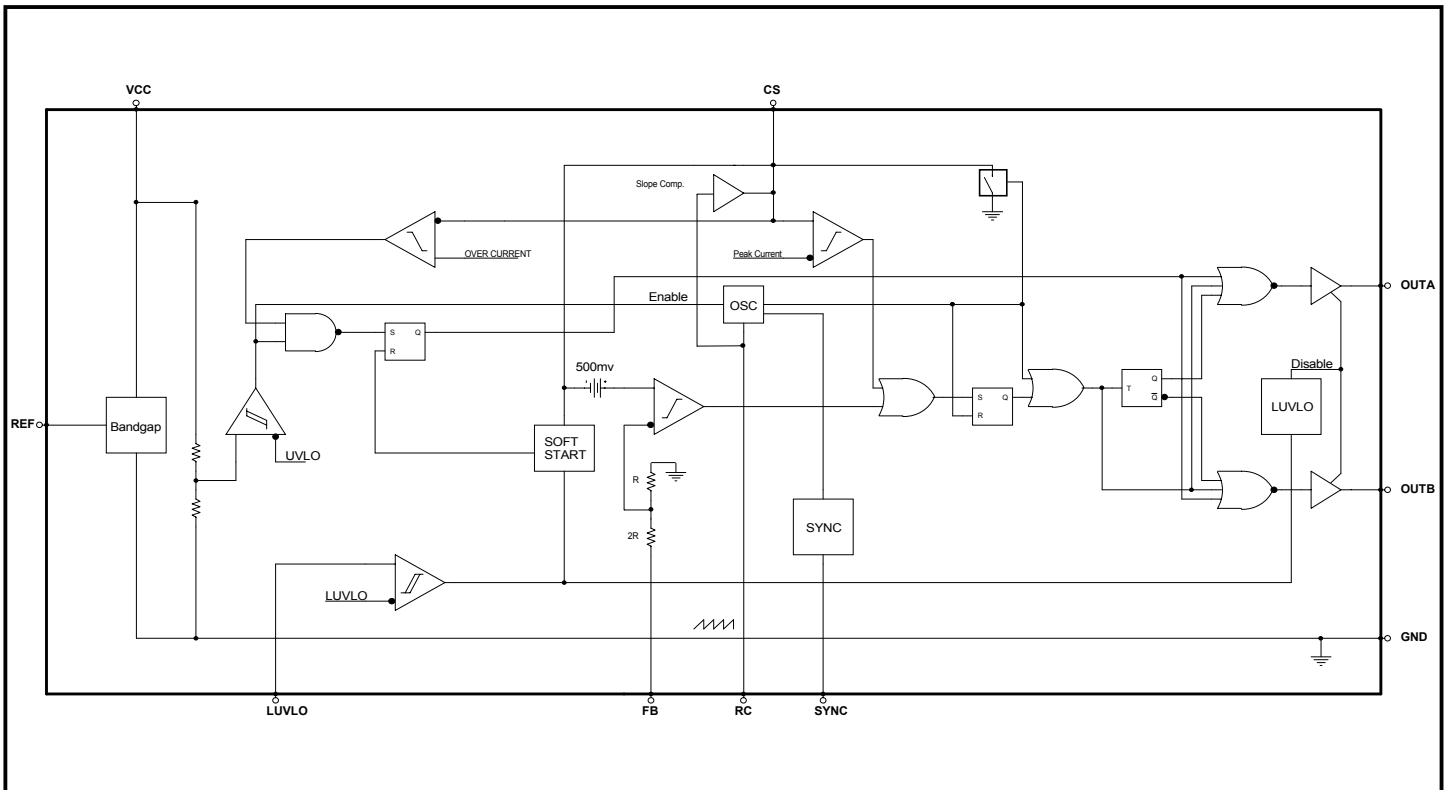 VCC
CS
Slope Comp.
OVER CURRENT
Peak Current
OUTA
Enable
OSC
S
Q
R
Disable
500mv
T
Q
Q
S
Q
R
LUVLO
REF
Bandgap
SOFT
START
UVLO
R
OUTB
2R
SYNC
LUVLO
GND
LUVLO
FB
RC
SYNC